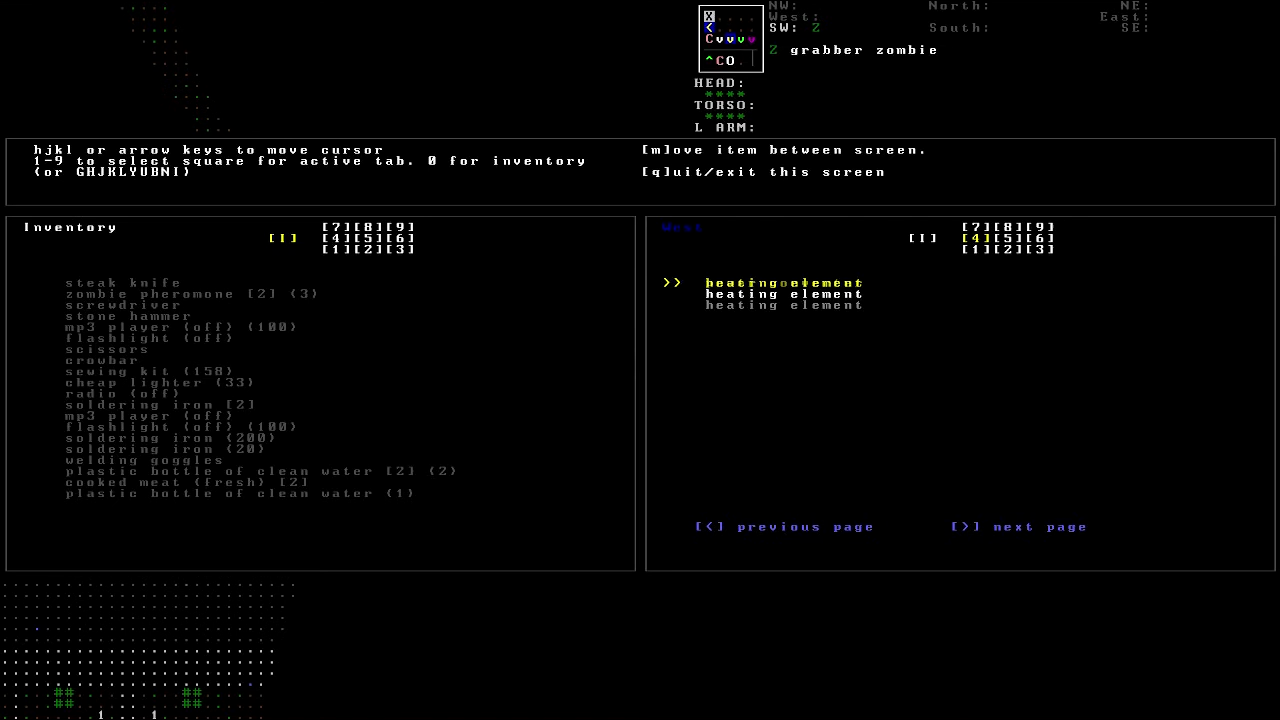 NW: North: NE:
West: East:
SW: Z South: SE:
Z grabber zombie
X....
<
Cvvvv
^CO.|
HEAD:
****
TORSO:
****
L ARM:
hjkl or arrow keys to move cursor
1-9 to select square for active tab. 0 for inventory
(or GHJKLYUBNI)
[m]ove item between screen.
[q]uit/exit this screen
Inventory
[7][8][9]
[I] [4][5][6]
[1][2][3]
steak knife
zombie pheromone [2] (3)
screwdriver
stone hammer
mp3 player (off) (100)
flashlight (off)
scissors
crowbar
sewing kit (158)
cheap lighter (33)
radio (off)
soldering iron [2]
mp3 player (off)
flashlight (off) (100)
soldering iron (200)
soldering iron (20)
welding goggles
plastic bottle of clean water [2] (2)
cooked meat (fresh) [2]
plastic bottle of clean water (1)
West
[7][8][9]
[I] [4][5][6]
[1][2][3]
>> heating element
heating element
heating element
[<] previous page [>] next page
## ##
## ##
1 1